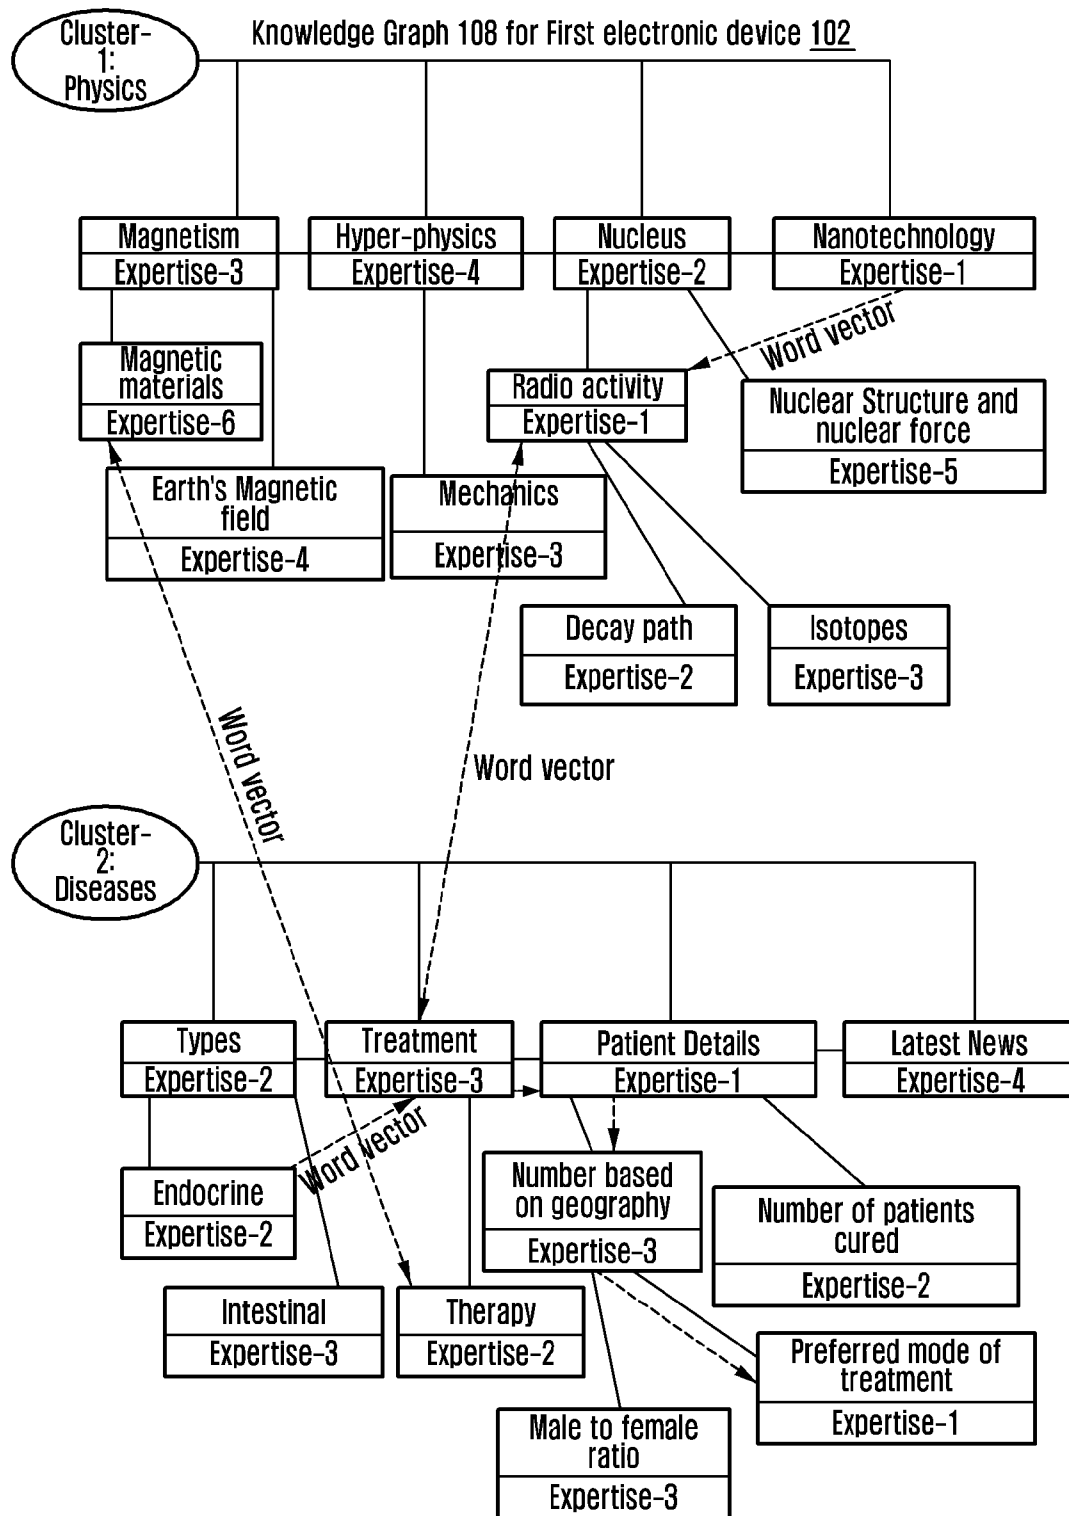 Cluster-
1:
Physics
Knowledge Graph 108 for First electronic device 102
Magnetism
Expertise-3
Hyper-physics
Expertise-4
Nucleus
Expertise-2
Nanotechnology
Expertise-1
Word vector
Magnetic
materials
Expertise-6
Radio activity
Expertise-1
Nuclear Structure and
nuclear force
Expertise-5
Earth's Magnetic
field
Expertise-4
Mechanics
Expertise-3
Decay path
Expertise-2
Isotopes
Expertise-3
Word vector
Word vector
Cluster-
2:
Diseases
Types
Expertise-2
Treatment
Expertise-3
Patient Details
Expertise-1
Latest News
Expertise-4
Word vector
Endocrine
Expertise-2
Number based
on geography
Expertise-3
Number of patients
cured
Expertise-2
Intestinal
Expertise-3
Therapy
Expertise-2
Preferred mode of
treatment
Expertise-1
Male to female
ratio
Expertise-3